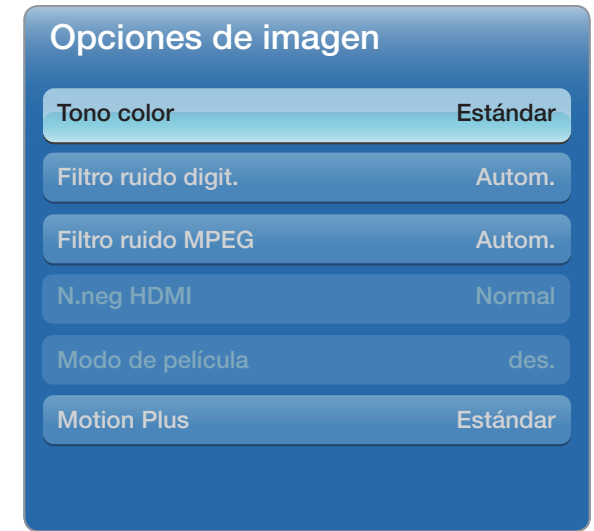 Opciones de imagen
Tono color Estándar
Filtro ruido digit. Autom.
Filtro ruido MPEG Autom.
N.neg HDMI Normal
Modo de película des.
Motion Plus Estándar